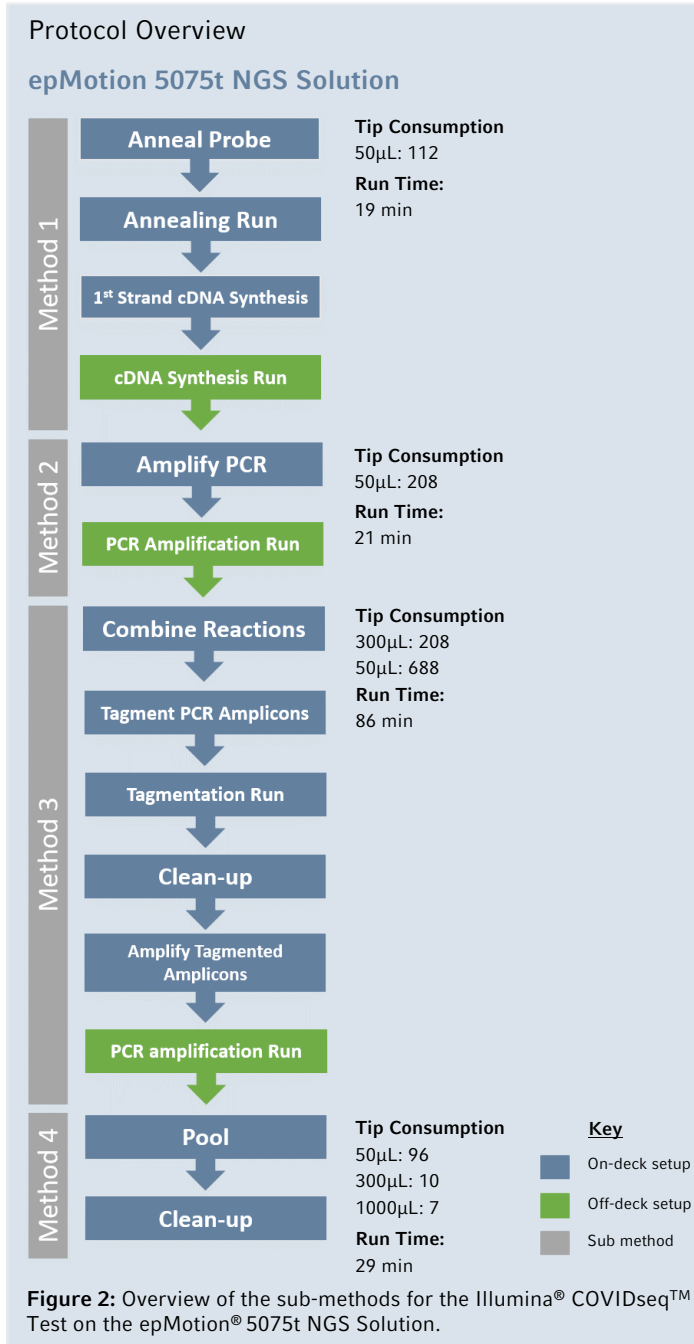 Protocol Overview
epMotion 5075t NGS Solution
Method 1
Anneal Probe
Annealing Run
1st Strand cDNA Synthesis
cDNA Synthesis Run
Tip Consumption
50µL: 112
Run Time:
19 min
Method 2
Amplify PCR
PCR Amplification Run
Tip Consumption
50µL: 208
Run Time:
21 min
Method 3
Combine Reactions
Tagment PCR Amplicons
Tagmentation Run
Clean-up
Amplify Tagmented
Amplicons
PCR amplification Run
Tip Consumption
300µL: 208
50µL: 688
Run Time:
86 min
Method 4
Pool
Clean-up
Tip Consumption
50µL: 96
300µL: 10
1000µL: 7
Run Time:
29 min
Key
On-deck setup
Off-deck setup
Sub method
Figure 2: Overview of the sub-methods for the Illumina® COVIDseq™
Test on the epMotion® 5075t NGS Solution.